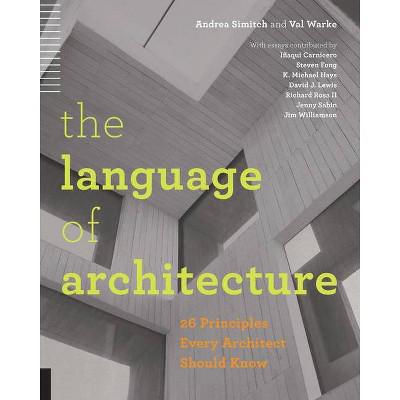 Andrea Simitch and Val Warke
With essays contributed by
Iñaqui Carnicero
Steven Fong
K. Michael Hays
David J. Lewis
Richard Rosa II
Jenny Sabin
Jim Williamson
the
language
of
architecture
26 Principles
Every Architect
Should Know